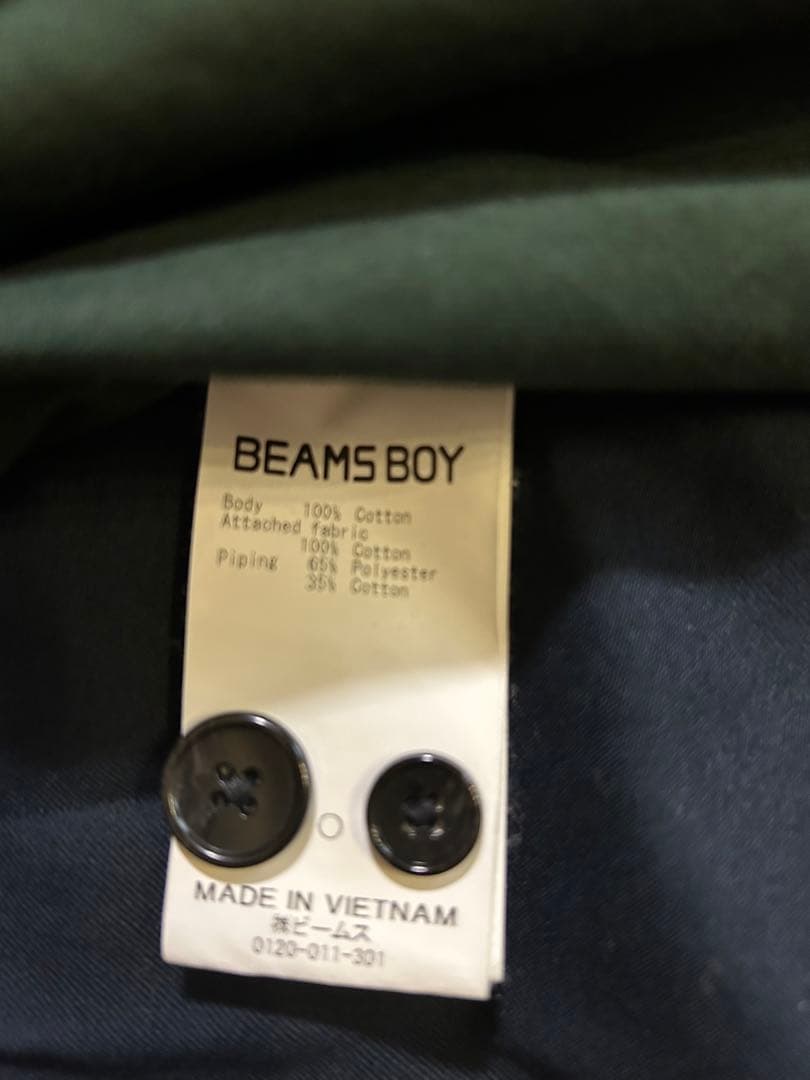 BEAMS BOY
Body 100% Cotton
Attached fabric
100% Cotton
Piping 65% Polyester
35% Cotton
MADE IN VIETNAM
㈱ビームス
0120-011-301